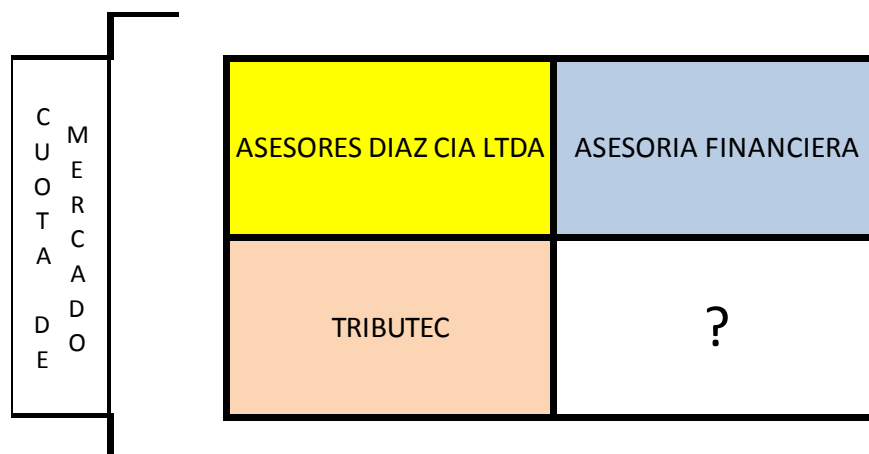 CUOTA DE
MERCADO
ASESORES DIAZ CIA LTDA
ASESORIA FINANCIERA
TRIBUTEC
?